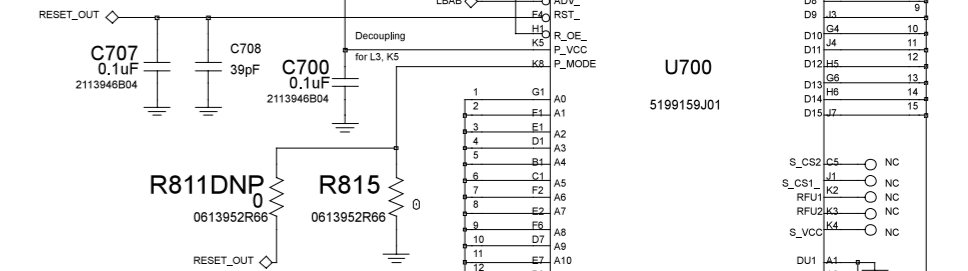 LBAB
ADV_
D8
9
RESET_OUT
F4
RST_
D9
J3
H1
R_OE_
D10
G4
10
Decoupling
for L3, K5
K5
P_VCC
D11
J4
11
K8
P_MODE
D12
H5
12
C707
0.1uF
2113946B04
C708
39pF
C700
0.1uF
2113946B04
U700
5199159J01
D13
G6
13
D14
H6
14
D15
J7
15
1
G1
A0
2
F1
A1
3
E1
A2
4
D1
A3
5
B1
A4
6
C1
A5
7
F2
A6
8
E2
A7
9
F6
A8
10
D7
A9
11
E7
A10
12
R811DNP
0
0613952R66
R815
0
0613952R66
RESET_OUT
S_CS2
C5
NC
S_CS1_
J1
NC
RFU1
K2
NC
RFU2
K3
NC
S_VCC
K4
NC
DU1
A1